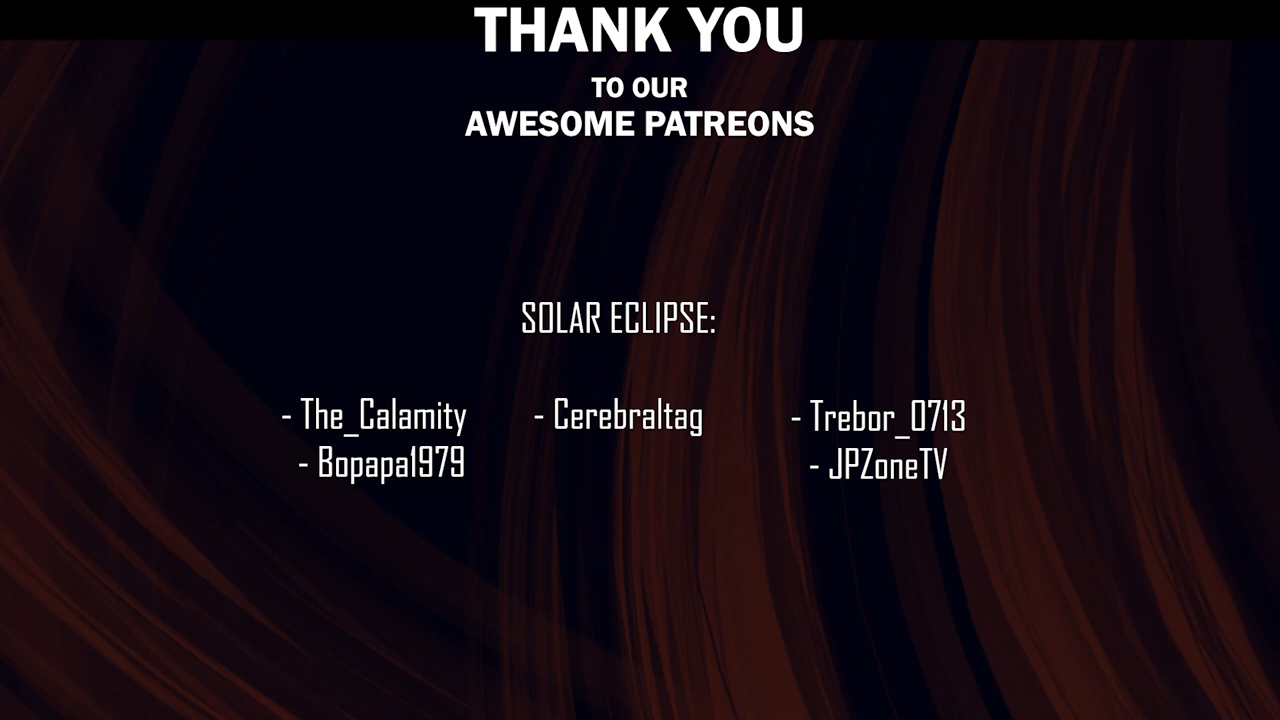 THANK YOU
TO OUR
AWESOME PATREONS
SOLAR ECLIPSE:
- The_Calamity
- Bopapa1979
- Cerebraltag
- Trebor_0713
- JPZoneTV